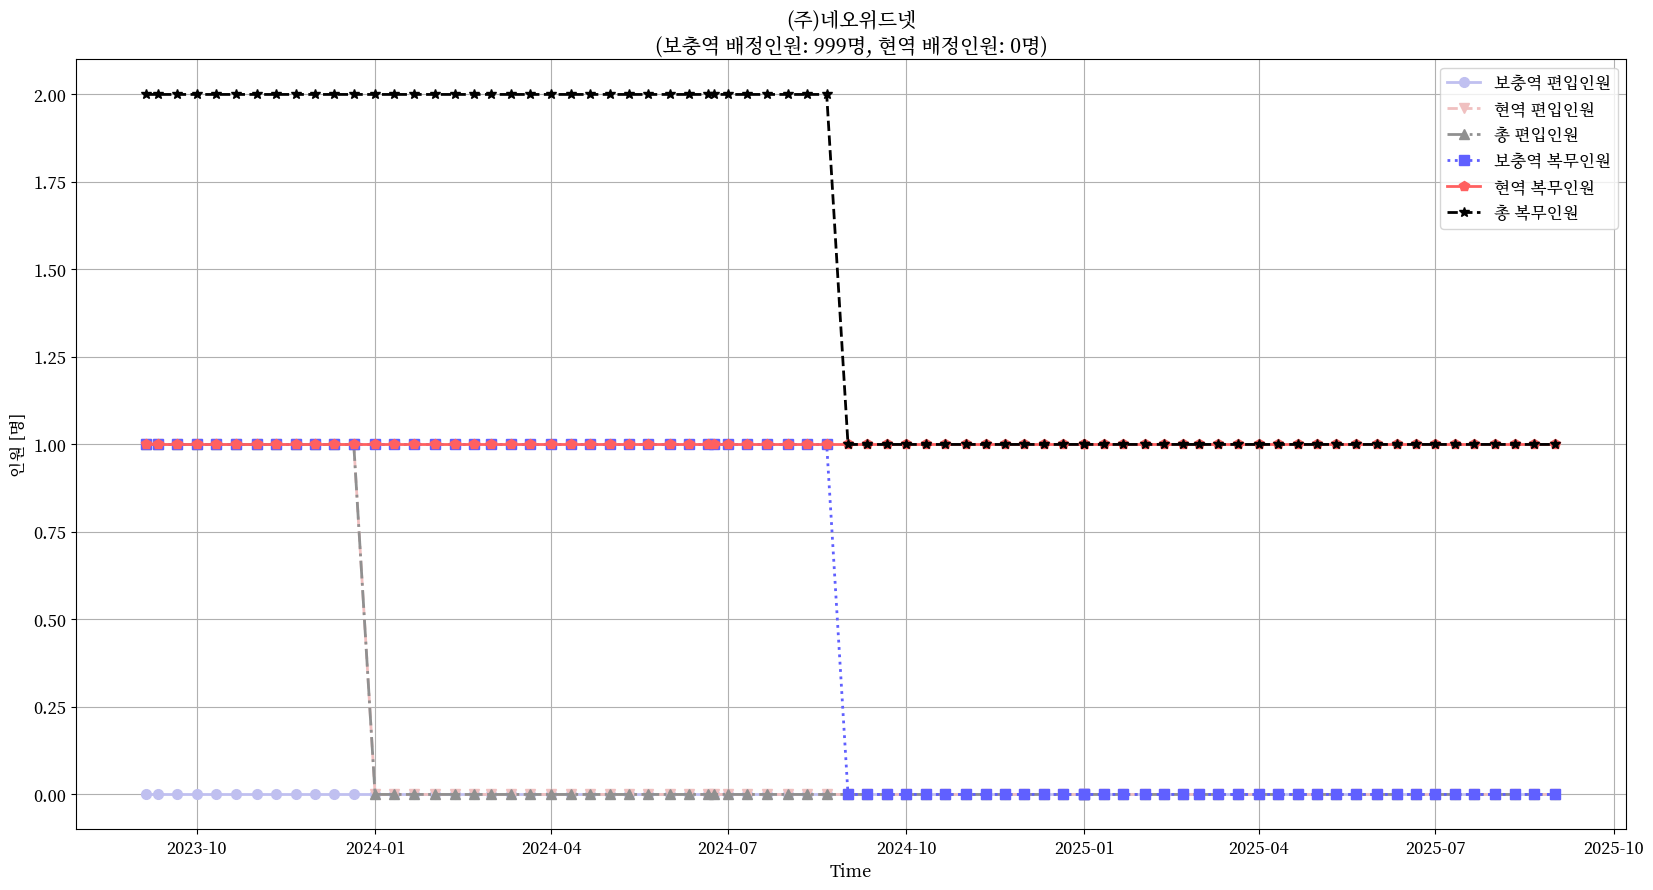 (주)네오위드넷
(보충역 배정인원: 999명, 현역 배정인원: 0명)
보충역 편입인원
현역 편입인원
총 편입인원
보충역 복무인원
현역 복무인원
총 복무인원
인원 [명]
2.00
1.75
1.50
1.25
1.00
0.75
0.50
0.25
0.00
2023-10 2024-01 2024-04 2024-07 2024-10 2025-01 2025-04 2025-07 2025-10
Time